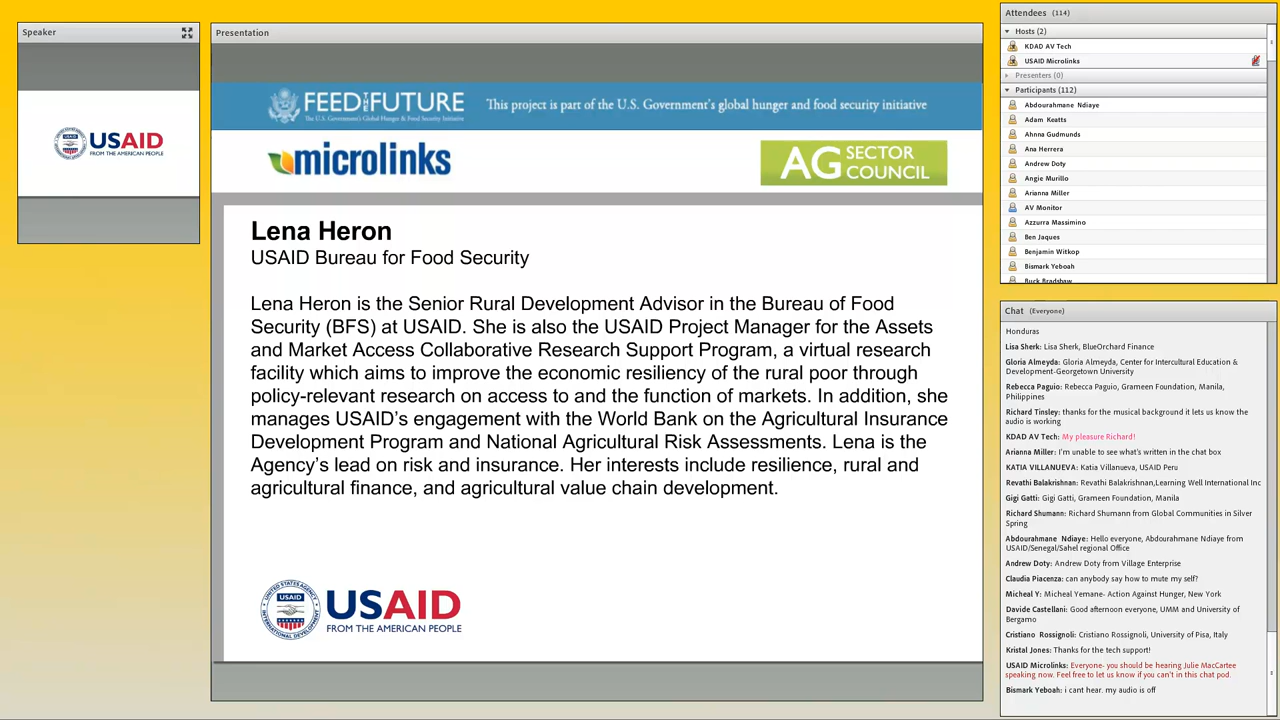 Speaker
Presentation
FEED THE FUTURE
The U.S. Government's Global Hunger & Food Security Initiative
This project is part of the U.S. Government's global hunger and food security initiative
microlinks
AG SECTOR COUNCIL
USAID
FROM THE AMERICAN PEOPLE
Lena Heron
USAID Bureau for Food Security
Lena Heron is the Senior Rural Development Advisor in the Bureau of Food
Security (BFS) at USAID. She is also the USAID Project Manager for the Assets
and Market Access Collaborative Research Support Program, a virtual research
facility which aims to improve the economic resiliency of the rural poor through
policy-relevant research on access to and the function of markets. In addition, she
manages USAID's engagement with the World Bank on the Agricultural Insurance
Development Program and National Agricultural Risk Assessments. Lena is the
Agency's lead on risk and insurance. Her interests include resilience, rural and
agricultural finance, and agricultural value chain development.
UNITED STATES AGENCY
INTERNATIONAL DEVELOPMENT
USAID
USAID
FROM THE AMERICAN PEOPLE
Attendees (114)
Hosts (2)
KDAD AV Tech
USAID Microlinks
Presenters (0)
Participants (112)
Abdourahmane Ndiaye
Adam Keatts
Ahnna Gudmunds
Ana Herrera
Andrew Doty
Angie Murillo
Arianna Miller
AV Monitor
Azzurra Massimino
Ben Jaques
Benjamin Witkop
Bismark Yeboah
Buck Bradshaw
Chat (Everyone)
Honduras
Lisa Sherk: Lisa Sherk, BlueOrchard Finance
Gloria Almeyda: Gloria Almeyda, Center for Intercultural Education &
Development-Georgetown University
Rebecca Paguio: Rebecca Paguio, Grameen Foundation, Manila,
Philippines
Richard Tinsley: thanks for the musical background it lets us know the
audio is working
KDAD AV Tech: My pleasure Richard!
Arianna Miller: I'm unable to see what's written in the chat box
KATIA VILLANUEVA: Katia Villanueva, USAID Peru
Revathi Balakrishnan: Revathi Balakrishnan,Learning Well International Inc
Gigi Gatti: Gigi Gatti, Grameen Foundation, Manila
Richard Shumann: Richard Shumann from Global Communities in Silver
Spring
Abdourahmane Ndiaye: Hello everyone, Abdourahmane Ndiaye from
USAID/Senegal/Sahel regional Office
Andrew Doty: Andrew Doty from Village Enterprise
Claudia Piacenza: can anybody say how to mute my self?
Micheal Y: Micheal Yemane- Action Against Hunger, New York
Davide Castellani: Good afternoon everyone, UMM and University of
Bergamo
Cristiano Rossignoli: Cristiano Rossignoli, University of Pisa, Italy
Kristal Jones: Thanks for the tech support!
USAID Microlinks: Everyone- you should be hearing Julie MacCartee
speaking now. Feel free to let us know if you can't in this chat pod.
Bismark Yeboah: i cant hear. my audio is off